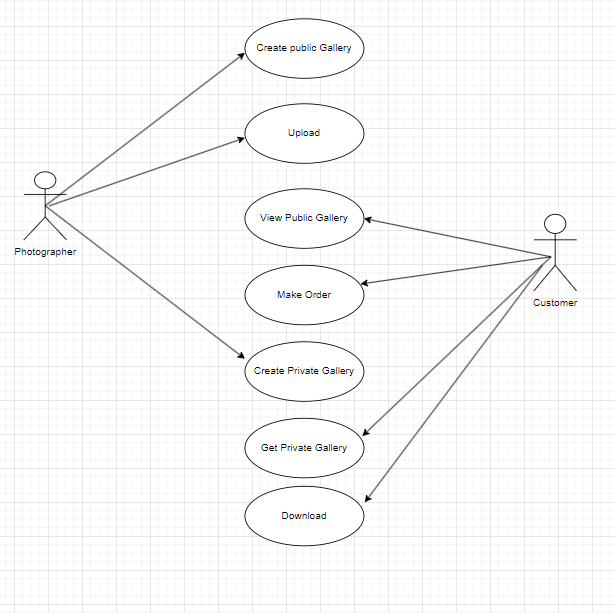 Create public Gallery
Upload
View Public Gallery
Photographer
Make Order
Customer
Create Private Gallery
Get Private Gallery
Download